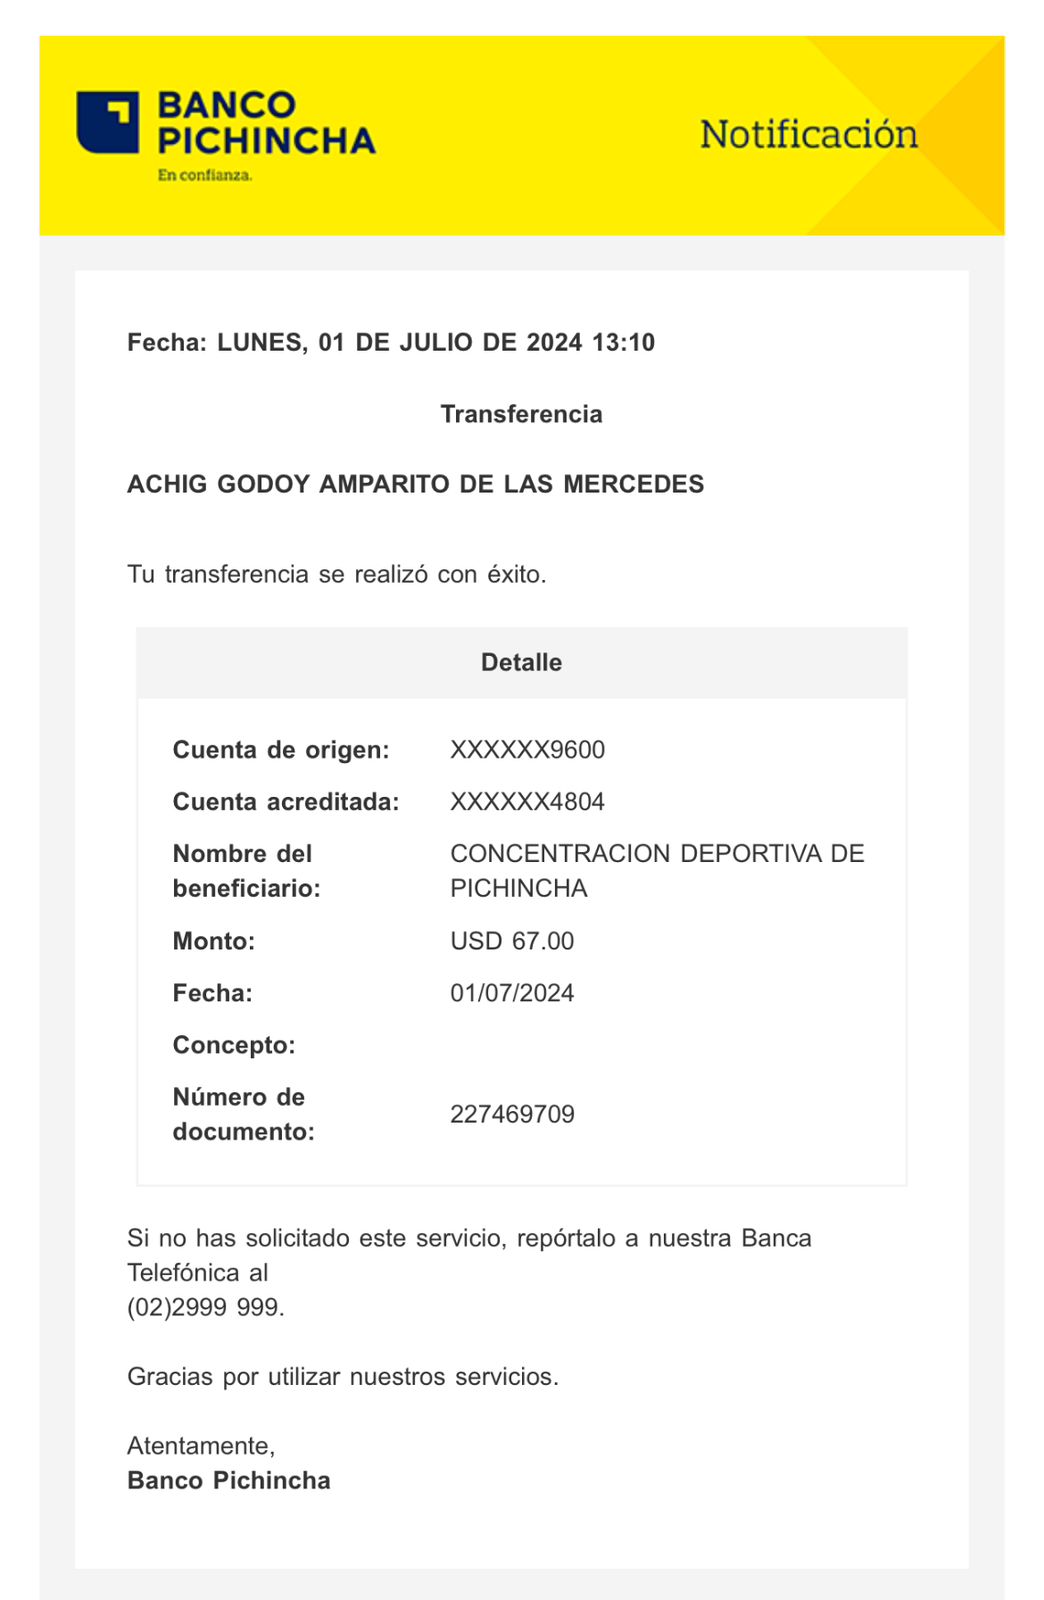 BANCO
PICHINCHA
En confianza.
Notificación
Fecha: LUNES, 01 DE JULIO DE 2024 13:10
Transferencia
ACHIG GODOY AMPARITO DE LAS MERCEDES
Tu transferencia se realizó con éxito.
Detalle
Cuenta de origen: XXXXXX9600
Cuenta acreditada: XXXXXX4804
Nombre del CONCENTRACION DEPORTIVA DE
beneficiario: PICHINCHA
Monto: USD 67.00
Fecha: 01/07/2024
Concepto:
Número de
documento: 227469709
Si no has solicitado este servicio, repórtalo a nuestra Banca
Telefónica al
(02)2999 999.
Gracias por utilizar nuestros servicios.
Atentamente,
Banco Pichincha